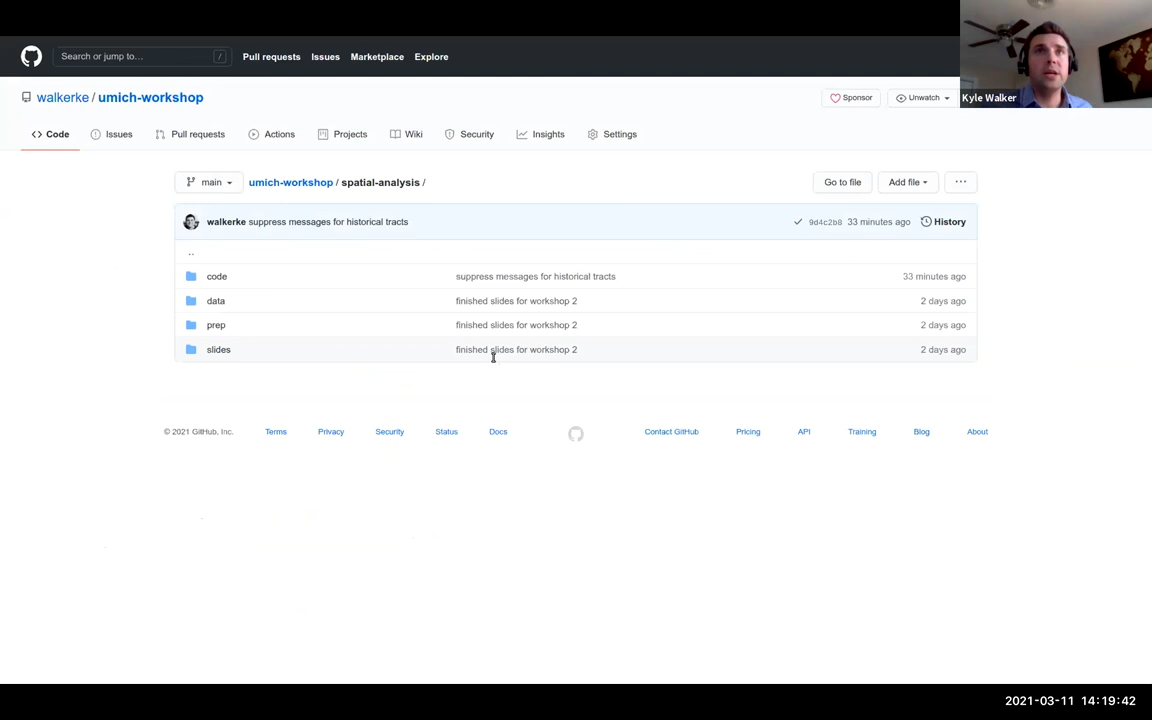 Search or jump to… / Pull requests Issues Marketplace Explore
walkerke / umich-workshop Sponsor Unwatch Kyle Walker
Code Issues Pull requests Actions Projects Wiki Security Insights Settings
main umich-workshop / spatial-analysis / Go to file Add file ...
walkerke suppress messages for historical tracts 9d4c2b8 33 minutes ago History
..
code suppress messages for historical tracts 33 minutes ago
data finished slides for workshop 2 2 days ago
prep finished slides for workshop 2 2 days ago
slides finished slides for workshop 2 2 days ago
© 2021 GitHub, Inc. Terms Privacy Security Status Docs Contact GitHub Pricing API Training Blog About
2021-03-11 14:19:42